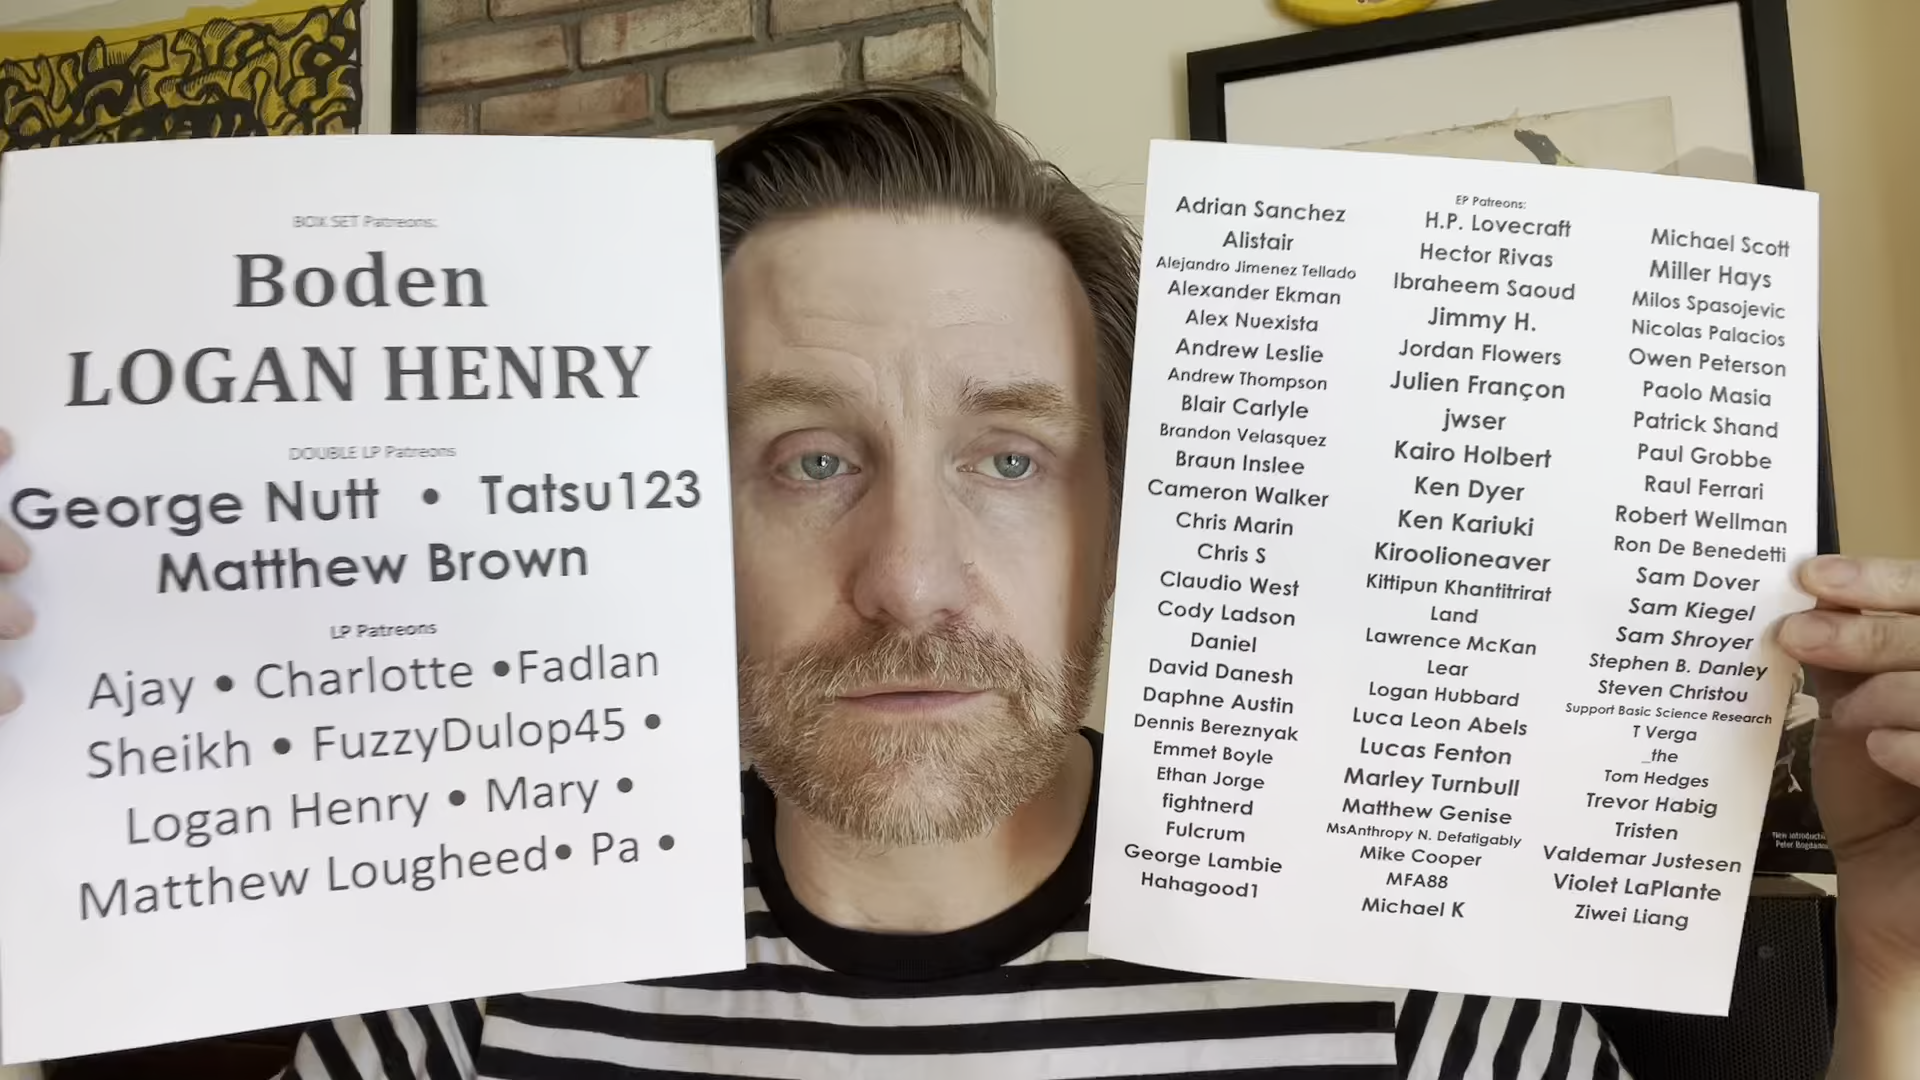 BOX SET Patreons:
Boden
LOGAN HENRY
DOUBLE LP Patreons
George Nutt • Tatsu123
Matthew Brown
LP Patreons
Ajay • Charlotte •Fadlan
Sheikh • FuzzyDulop45 •
Logan Henry • Mary •
Matthew Lougheed• Pa •
EP Patreons:
Adrian Sanchez
Alistair
Alejandro Jimenez Tellado
Alexander Ekman
Alex Nuexista
Andrew Leslie
Andrew Thompson
Blair Carlyle
Brandon Velasquez
Braun Inslee
Cameron Walker
Chris Marin
Chris S
Claudio West
Cody Ladson
Daniel
David Danesh
Daphne Austin
Dennis Bereznyak
Emmet Boyle
Ethan Jorge
fightnerd
Fulcrum
George Lambie
Hahagood1
H.P. Lovecraft
Hector Rivas
Ibraheem Saoud
Jimmy H.
Jordan Flowers
Julien Françon
jwser
Kairo Holbert
Ken Dyer
Ken Kariuki
Kiroolioneaver
Kittipun Khantitrirat
Land
Lawrence McKan
Lear
Logan Hubbard
Luca Leon Abels
Lucas Fenton
Marley Turnbull
Matthew Genise
MsAnthropy N. Defatigably
Mike Cooper
MFA88
Michael K
Michael Scott
Miller Hays
Milos Spasojevic
Nicolas Palacios
Owen Peterson
Paolo Masia
Patrick Shand
Paul Grobbe
Raul Ferrari
Robert Wellman
Ron De Benedetti
Sam Dover
Sam Kiegel
Sam Shroyer
Stephen B. Danley
Steven Christou
Support Basic Science Research
T Verga
_the
Tom Hedges
Trevor Habig
Tristen
Valdemar Justesen
Violet LaPlante
Ziwei Liang
New introducti
Peter Bogdano